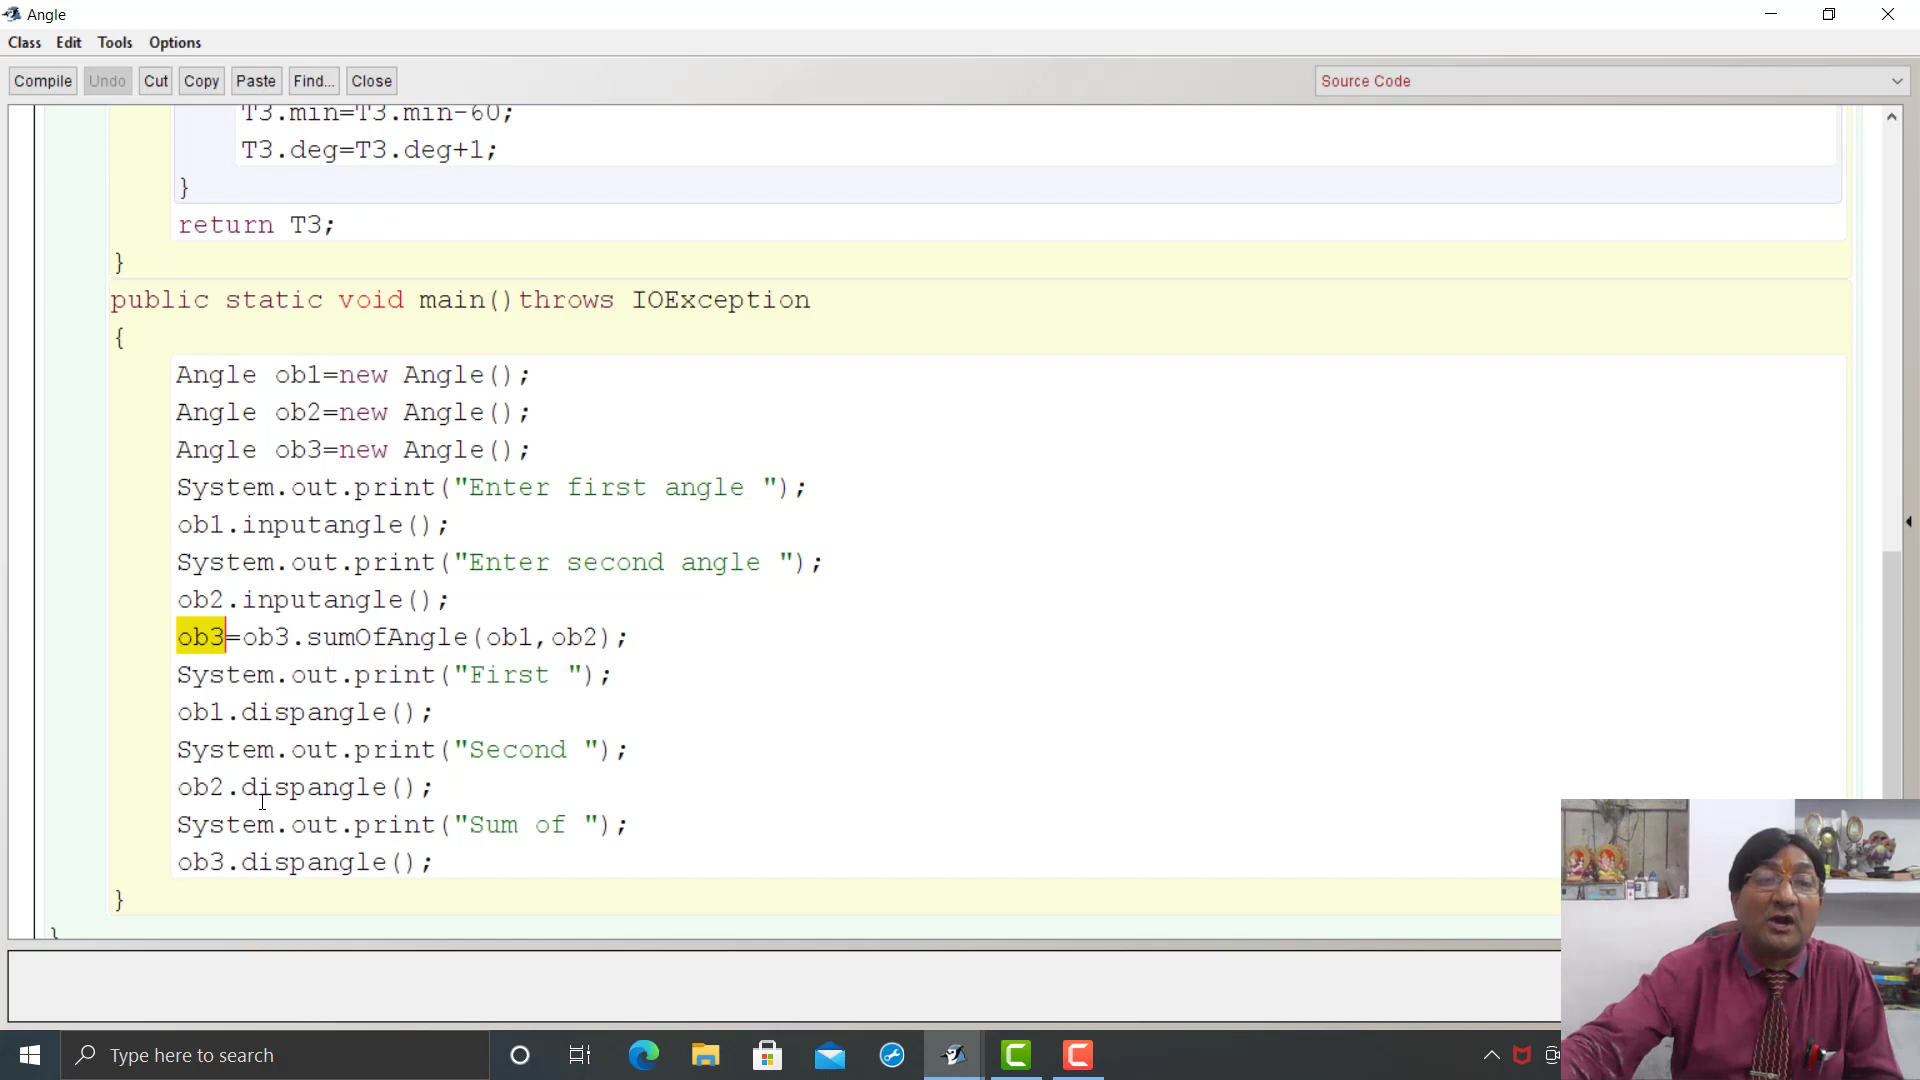 Angle
Class Edit Tools Options
Compile Undo Cut Copy Paste Find... Close Source Code
T3.min=T3.min-60;
T3.deg=T3.deg+1;
}
return T3;
}
public static void main()throws IOException
{
Angle ob1=new Angle();
Angle ob2=new Angle();
Angle ob3=new Angle();
System.out.print("Enter first angle ");
ob1.inputangle();
System.out.print("Enter second angle ");
ob2.inputangle();
ob3=ob3.sumOfAngle(ob1,ob2);
System.out.print("First ");
ob1.dispangle();
System.out.print("Second ");
ob2.dispangle();
System.out.print("Sum of ");
ob3.dispangle();
}
}
Type here to search